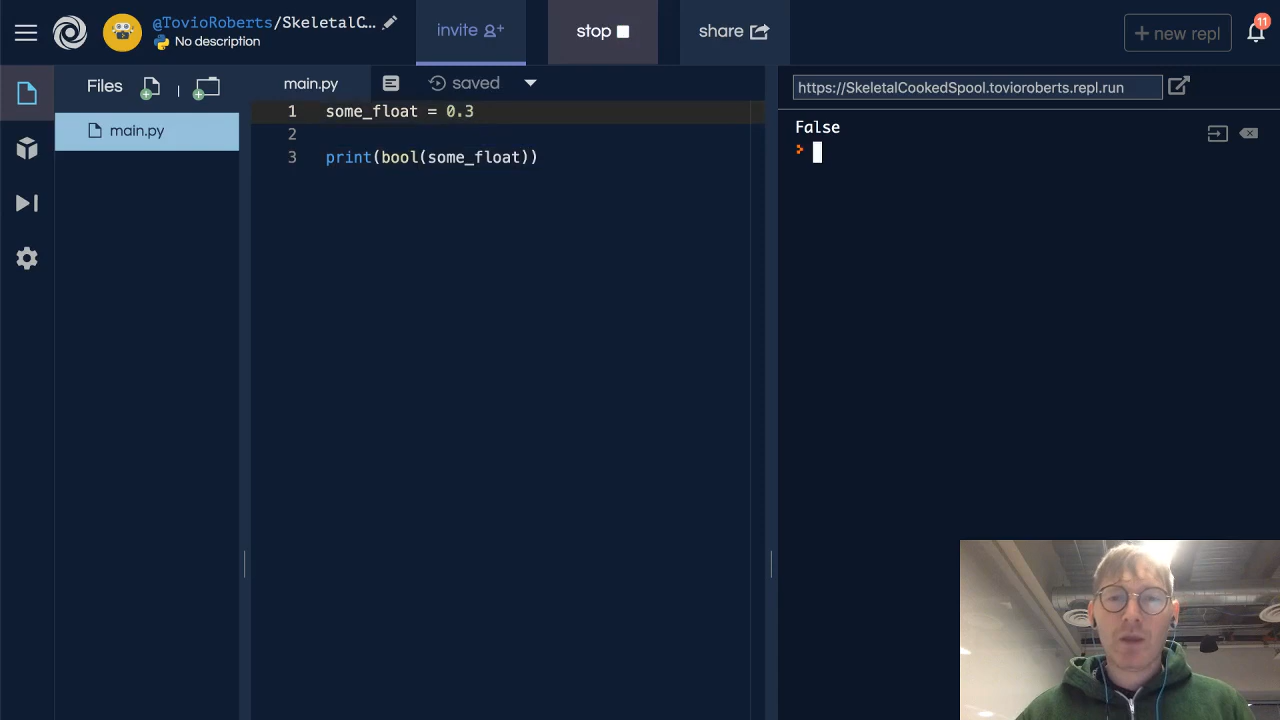 @TovioRoberts/SkeletalC...
No description
invite
stop
share
+ new repl
11
Files
main.py
saved
https://SkeletalCookedSpool.tovioroberts.repl.run
main.py
1 some_float = 0.3
2
3 print(bool(some_float))
False
>